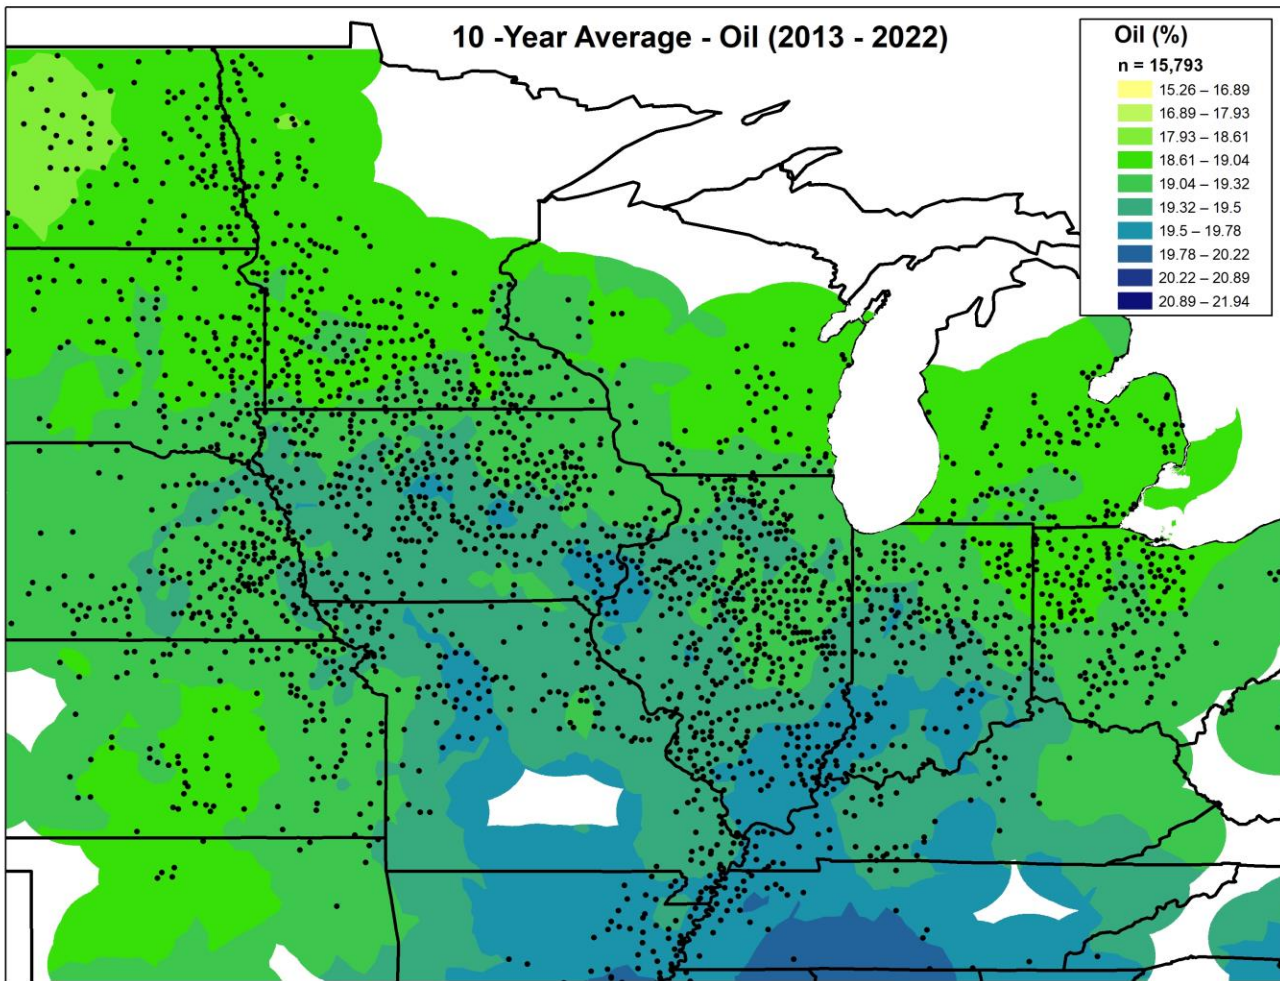 10 -Year Average - Oil (2013 - 2022)
Oil (%)
n = 15,793
15.26 – 16.89
16.89 – 17.93
17.93 – 18.61
18.61 – 19.04
19.04 – 19.32
19.32 – 19.5
19.5 – 19.78
19.78 – 20.22
20.22 – 20.89
20.89 – 21.94